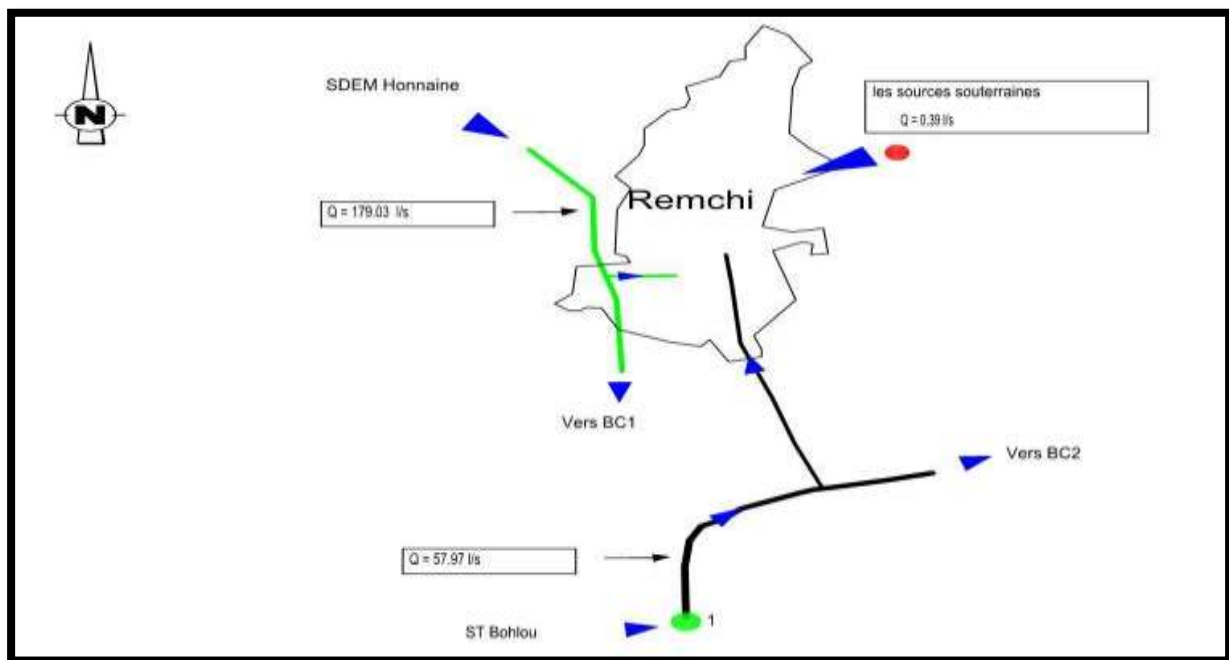 SDEM Honnaine
les sources souterraines
Q = 0.39 l/s
N
Remchi
Q = 179.03 l/s
Vers BC1
Vers BC2
Q = 57.97 l/s
1
ST Bohlou